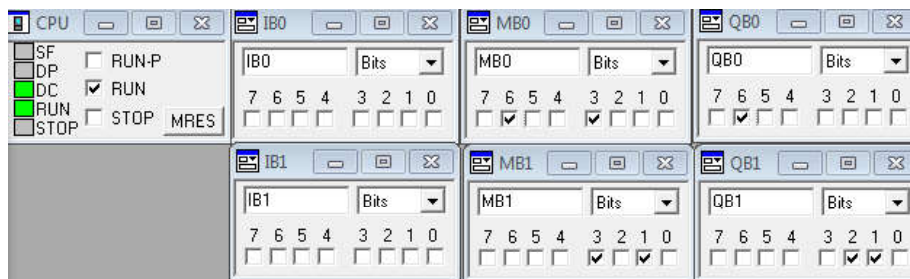 CPU
SF
DP
DC
RUN
STOP
RUN-P
RUN
STOP
MRES
IB0
IB0 Bits
7 6 5 4 3 2 1 0
MB0
MB0 Bits
7 6 5 4 3 2 1 0
QB0
QB0 Bits
7 6 5 4 3 2 1 0
IB1
IB1 Bits
7 6 5 4 3 2 1 0
MB1
MB1 Bits
7 6 5 4 3 2 1 0
QB1
QB1 Bits
7 6 5 4 3 2 1 0